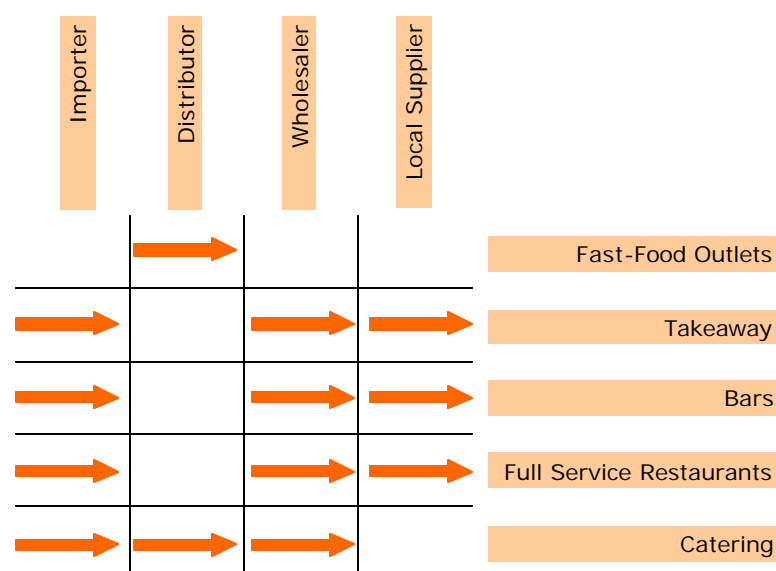 Importer
Distributor
Wholesaler
Local Supplier
Fast-Food Outlets
Takeaway
Bars
Full Service Restaurants
Catering